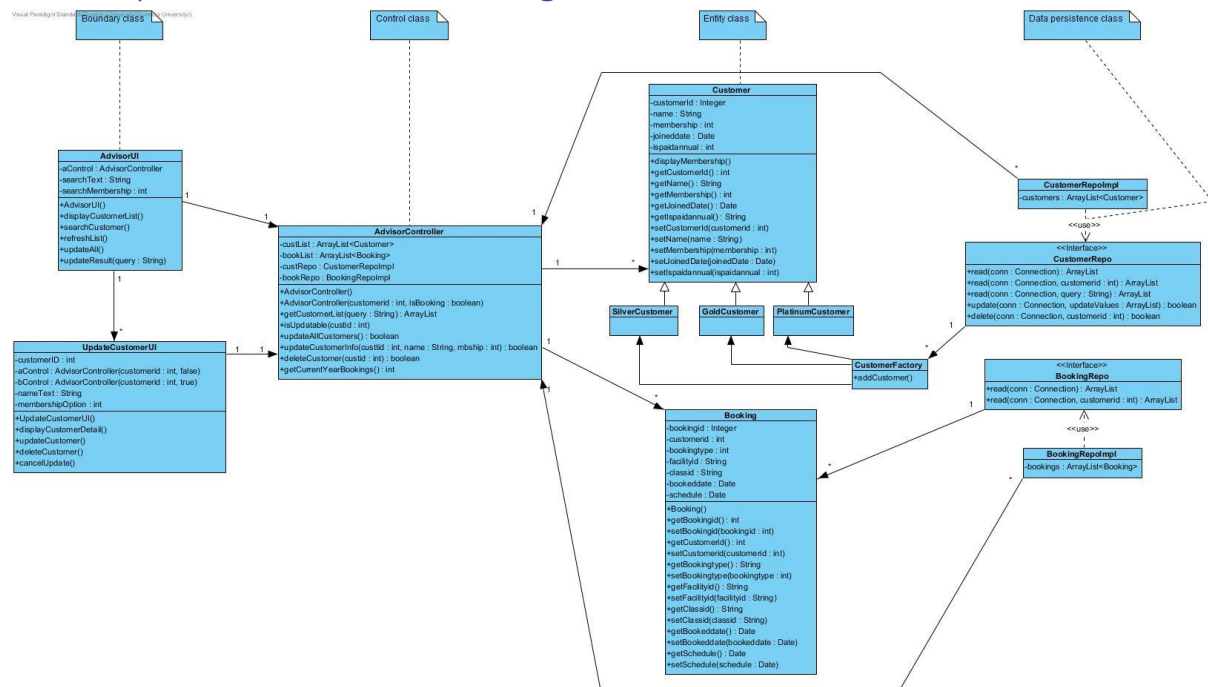 Boundary class
Control class
Entity class
Data persistence class
AdvisorUI
-aControl : AdvisorController
-searchText : String
-searchMembership : int
+AdvisorUI()
+displayCustomerList()
+searchCustomer()
+refreshList()
+updateAll()
+updateResult(query : String)
1
1
1
*
UpdateCustomerUI
-customerID : int
-aControl : AdvisorController(customerid : int, false)
-bControl : AdvisorController(customerid : int, true)
-nameText : String
-membershipOption : int
+UpdateCustomerUI()
+displayCustomerDetail()
+updateCustomer()
+deleteCustomer()
+cancelUpdate()
1
1
AdvisorController
-custList : ArrayList<Customer>
-bookList : ArrayList<Booking>
-custRepo : CustomerRepoImpl
-bookRepo : BookingRepoImpl
+AdvisorController()
+AdvisorController(customerid : int, isBooking : boolean)
+getCustomerList(query : String) : ArrayList
+isUpdatable(custid : int)
+updateAllCustomers() : boolean
+updateCustomerInfo(custId : int, name : String, mbship : int) : boolean
+deleteCustomer(custid : int) : boolean
+getCurrentYearBookings() : int
1
1
*
1
*
1
Customer
-customerId : Integer
-name : String
-membership : int
-joineddate : Date
-ispaidannual : int
+displayMembership()
+getCustomerId() : int
+getName() : String
+getMembership() : int
+getJoinedDate() : Date
+getIspaidannual() : String
+setCustomerId(customerid : int)
+setName(name : String)
+setMembership(membership : int)
+setJoinedDate(joinedDate : Date)
+setIspaidannual(ispaidannual : int)
SilverCustomer
GoldCustomer
PlatinumCustomer
CustomerFactory
+addCustomer()
Booking
-bookingid : Integer
-customerid : int
-bookingtype : int
-facilityid : String
-classid : String
-bookeddate : Date
-schedule : Date
+Booking()
+getBookingid() : int
+setBookingid(bookingid : int)
+getCustomerid() : int
+setCustomerid(customerid : int)
+getBookingtype() : String
+setBookingtype(bookingtype : int)
+getFacilityid() : String
+setFacilityid(facilityid : String)
+getClassid() : String
+setClassid(classid : String)
+getBookeddate() : Date
+setBookeddate(bookeddate : Date)
+getSchedule() : Date
+setSchedule(schedule : Date)
*
CustomerRepoImpl
-customers : ArrayList<Customer>
<<use>>
<<Interface>>
CustomerRepo
+read(conn : Connection) : ArrayList
+read(conn : Connection, customerid : int) : ArrayList
+read(conn : Connection, query : String) : ArrayList
+update(conn : Connection, updateValues : ArrayList) : boolean
+delete(conn : Connection, customerid : int) : boolean
1
*
<<Interface>>
BookingRepo
+read(conn : Connection) : ArrayList
+read(conn : Connection, customerid : int) : ArrayList
1
*
<<use>>
BookingRepoImpl
-bookings : ArrayList<Booking>
*